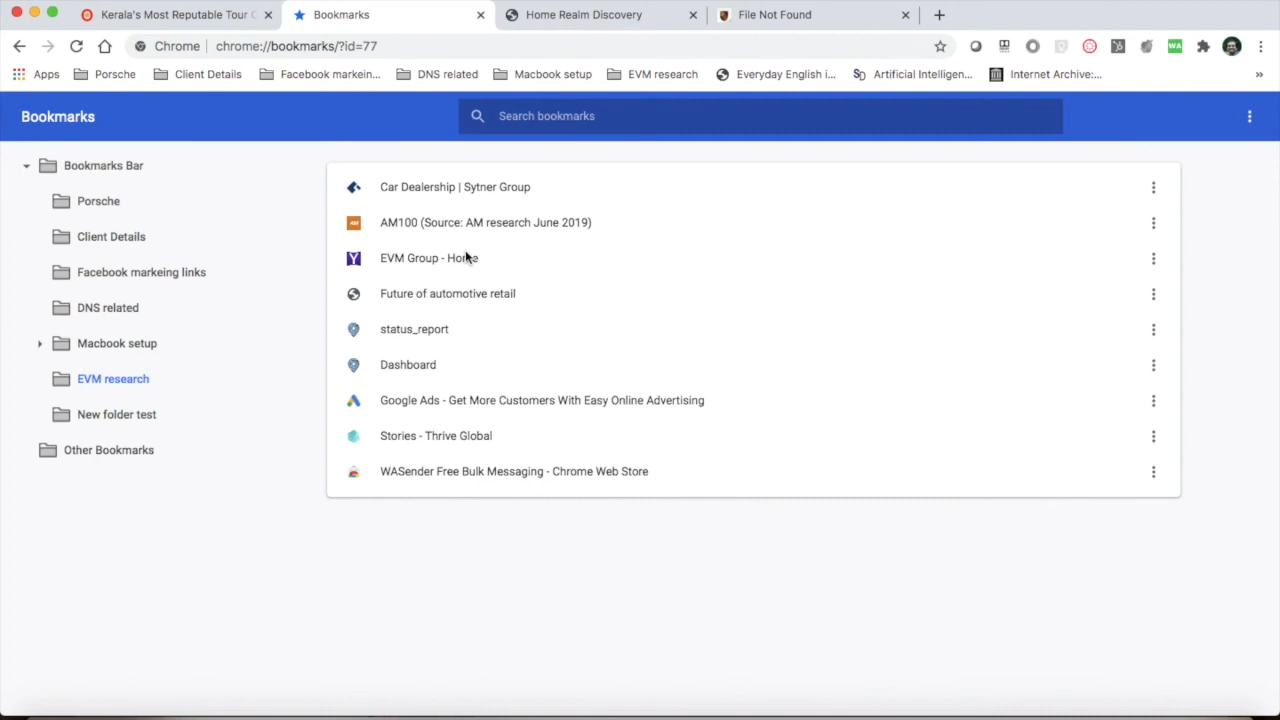 Kerala's Most Reputable Tour
Bookmarks
Home Realm Discovery
File Not Found
Chrome
chrome://bookmarks/?id=77
WA
Apps
Porsche
Client Details
Facebook markein...
DNS related
Macbook setup
EVM research
Everyday English i...
Artificial Intelligen...
Internet Archive:...
»
Bookmarks
Search bookmarks
Bookmarks Bar
Porsche
Client Details
Facebook markeing links
DNS related
Macbook setup
EVM research
New folder test
Other Bookmarks
Car Dealership | Sytner Group
AM AM100 (Source: AM research June 2019)
Y EVM Group - Home
Future of automotive retail
status_report
Dashboard
Google Ads - Get More Customers With Easy Online Advertising
Stories - Thrive Global
WASender Free Bulk Messaging - Chrome Web Store